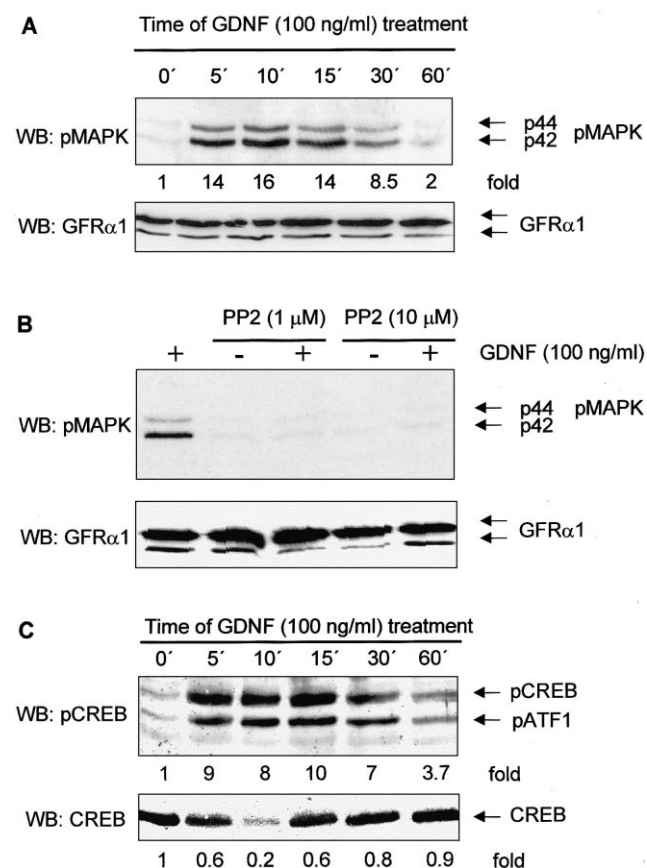 A
Time of GDNF (100 ng/ml) treatment
0´ 5´ 10´ 15´ 30´ 60´
WB: pMAPK
p44
p42
pMAPK
1 14 16 14 8.5 2 fold
WB: GFRα1
GFRα1
B
PP2 (1 µM) PP2 (10 µM)
+ - + - + GDNF (100 ng/ml)
WB: pMAPK
p44
p42
pMAPK
WB: GFRα1
GFRα1
C
Time of GDNF (100 ng/ml) treatment
0´ 5´ 10´ 15´ 30´ 60´
WB: pCREB
pCREB
pATF1
1 9 8 10 7 3.7 fold
WB: CREB
CREB
1 0.6 0.2 0.6 0.8 0.9 fold